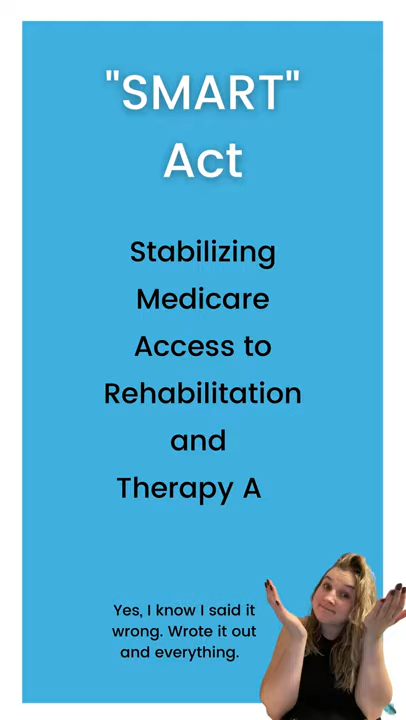 "SMART"
Act
Stabilizing
Medicare
Access to
Rehabilitation
and
Therapy A
Yes, I know I said it
wrong. Wrote it out
and everything.